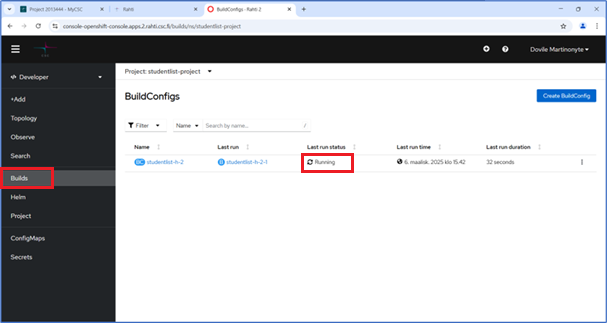 Project 2013444 - MyCSC
Rahti
BuildConfigs · Rahti 2
console-openshift-console.apps.2.rahti.csc.fi/builds/ns/studentlist-project
Dovile Martinonyte
Developer
Project: studentlist-project
+Add
BuildConfigs
Create BuildConfig
Topology
Observe
Filter
Name
Search by name...
/
Search
Name
Last run
Last run status
Last run time
Last run duration
BC studentlist-h-2
B studentlist-h-2-1
Running
6. maalisk. 2025 klo 15.42
32 seconds
Builds
Helm
Project
ConfigMaps
Secrets